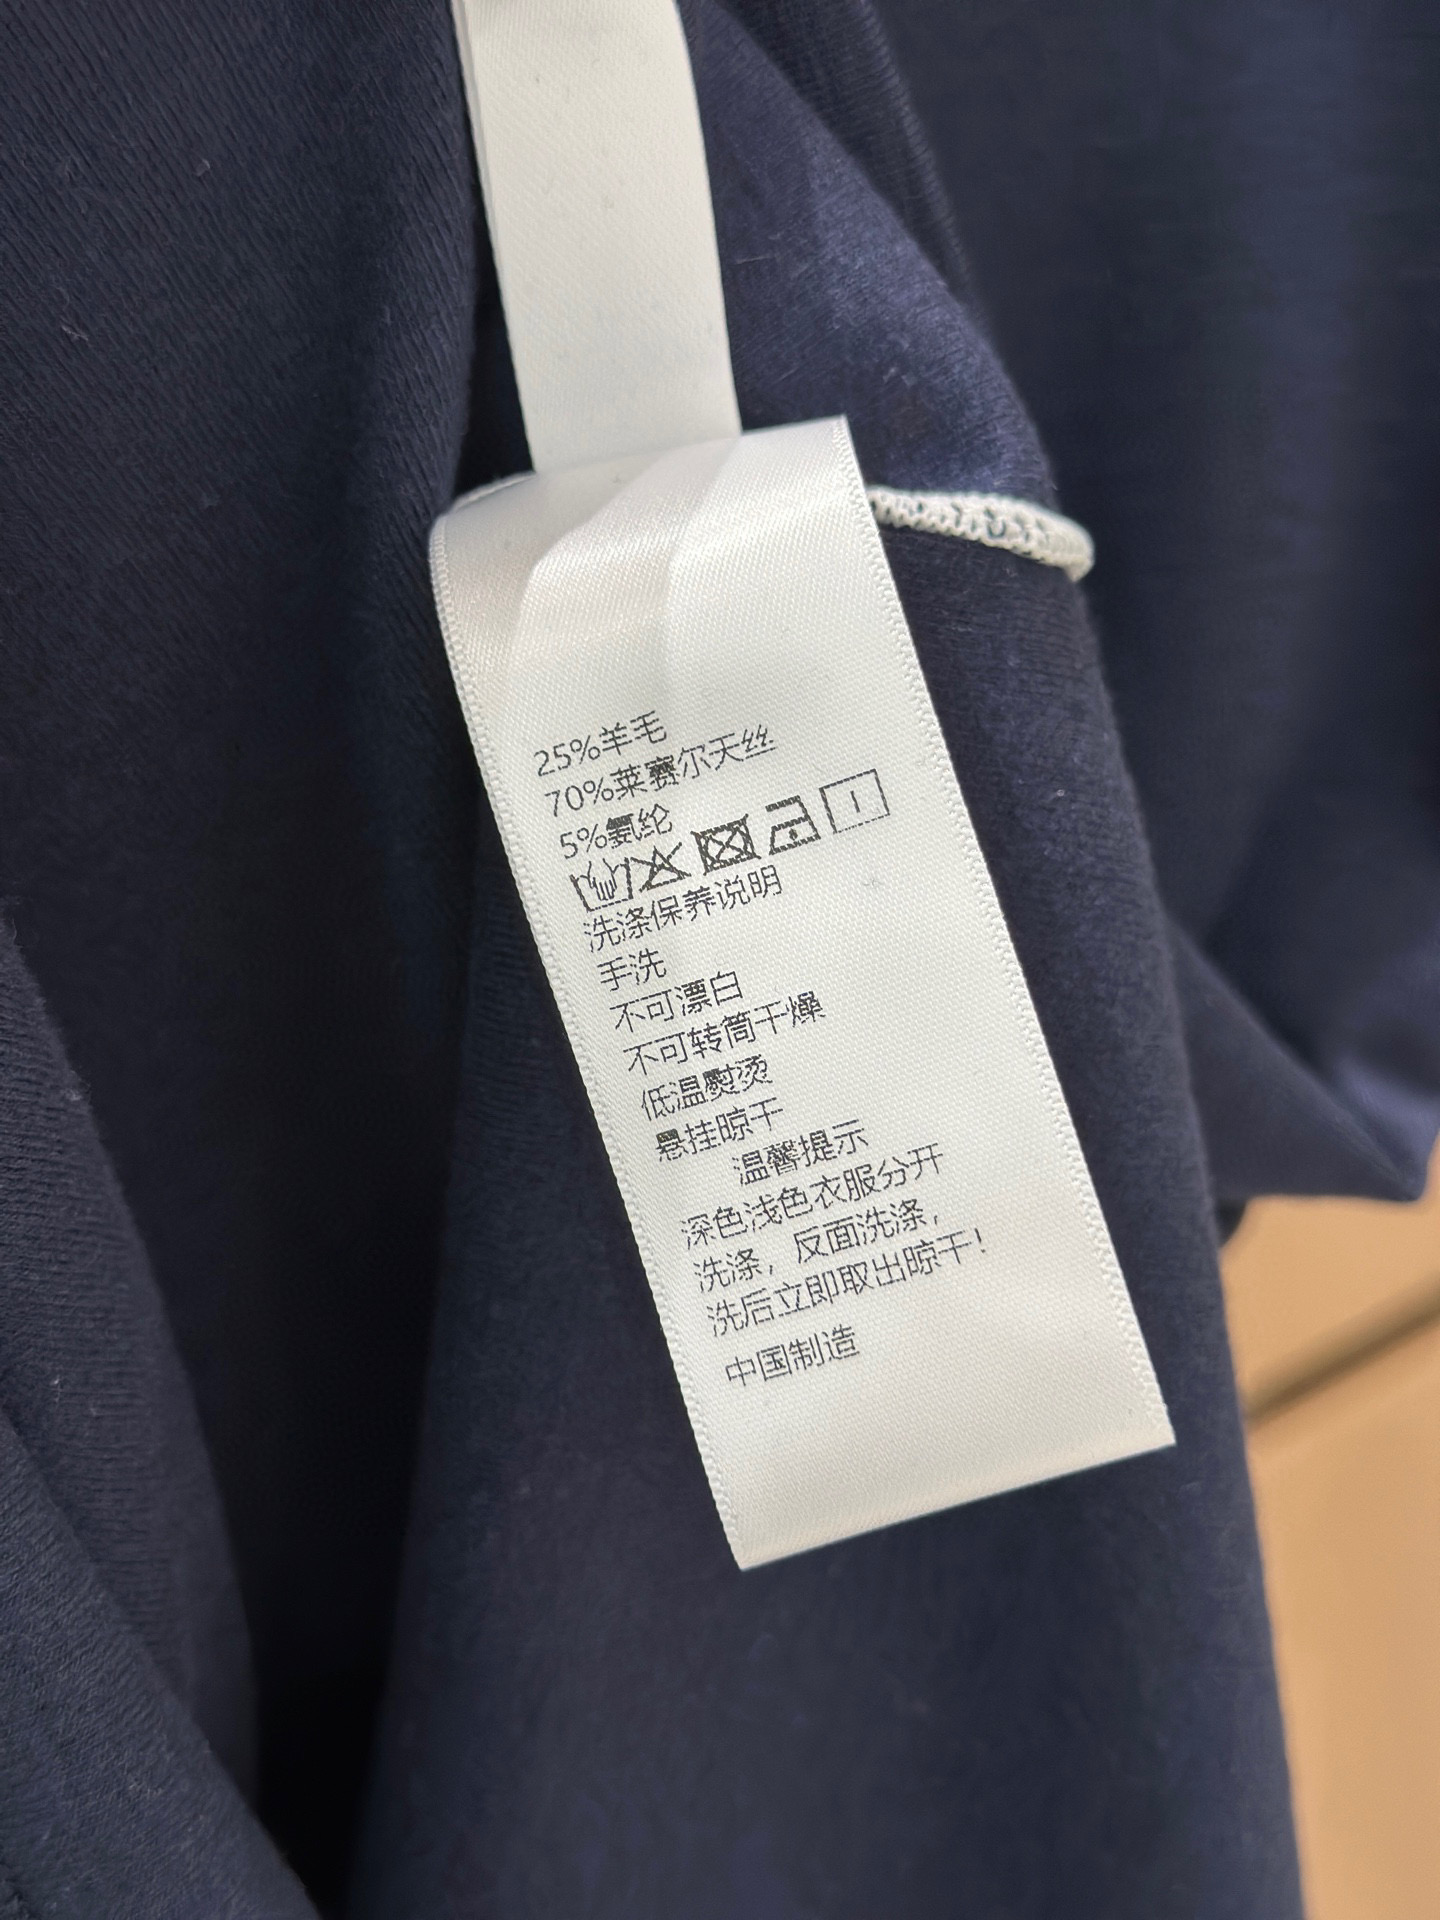 25%羊毛
70%莱赛尔天丝
5%氨纶
洗涤保养说明
手洗
不可漂白
不可转筒干燥
低温熨烫
悬挂晾干
温馨提示
深色浅色衣服分开
洗涤，反面洗涤，
洗后立即取出晾干！
中国制造